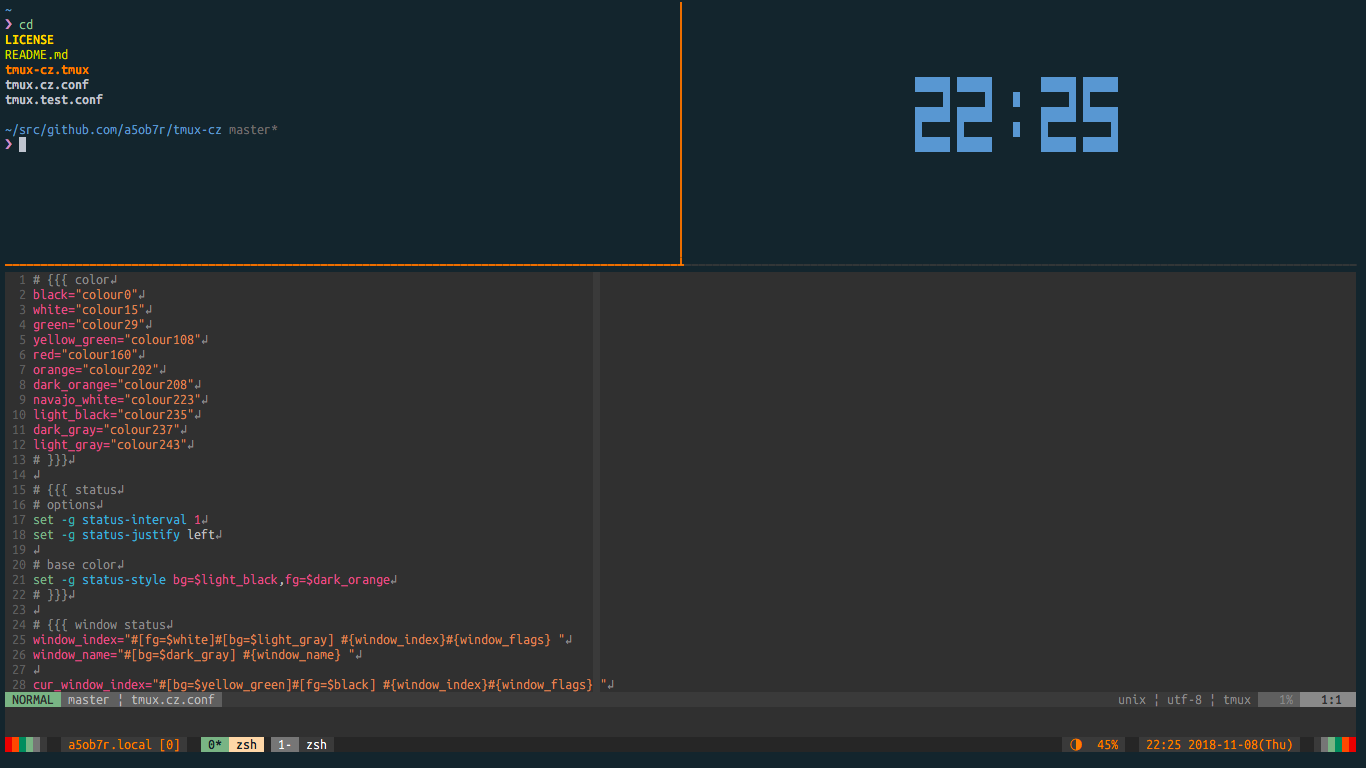 ~
❯ cd
LICENSE
README.md
tmux-cz.tmux
tmux.cz.conf
tmux.test.conf
~/src/github.com/a5ob7r/tmux-cz master*
❯
22:25
1 # {{{ color↲
2 black="colour0"↲
3 white="colour15"↲
4 green="colour29"↲
5 yellow_green="colour108"↲
6 red="colour160"↲
7 orange="colour202"↲
8 dark_orange="colour208"↲
9 navajo_white="colour223"↲
10 light_black="colour235"↲
11 dark_gray="colour237"↲
12 light_gray="colour243"↲
13 # }}}↲
14 ↲
15 # {{{ status↲
16 # options↲
17 set -g status-interval 1↲
18 set -g status-justify left↲
19 ↲
20 # base color↲
21 set -g status-style bg=$light_black,fg=$dark_orange↲
22 # }}}↲
23 ↲
24 # {{{ window status↲
25 window_index="#[fg=$white]#[bg=$light_gray] #{window_index}#{window_flags} "↲
26 window_name="#[bg=$dark_gray] #{window_name} "↲
27 ↲
28 cur_window_index="#[bg=$yellow_green]#[fg=$black] #{window_index}#{window_flags} "↲
NORMAL master ¦ tmux.cz.conf unix ¦ utf-8 ¦ tmux 1% 1:1
a5ob7r.local [0] 0* zsh 1- zsh 45% 22:25 2018-11-08(Thu)